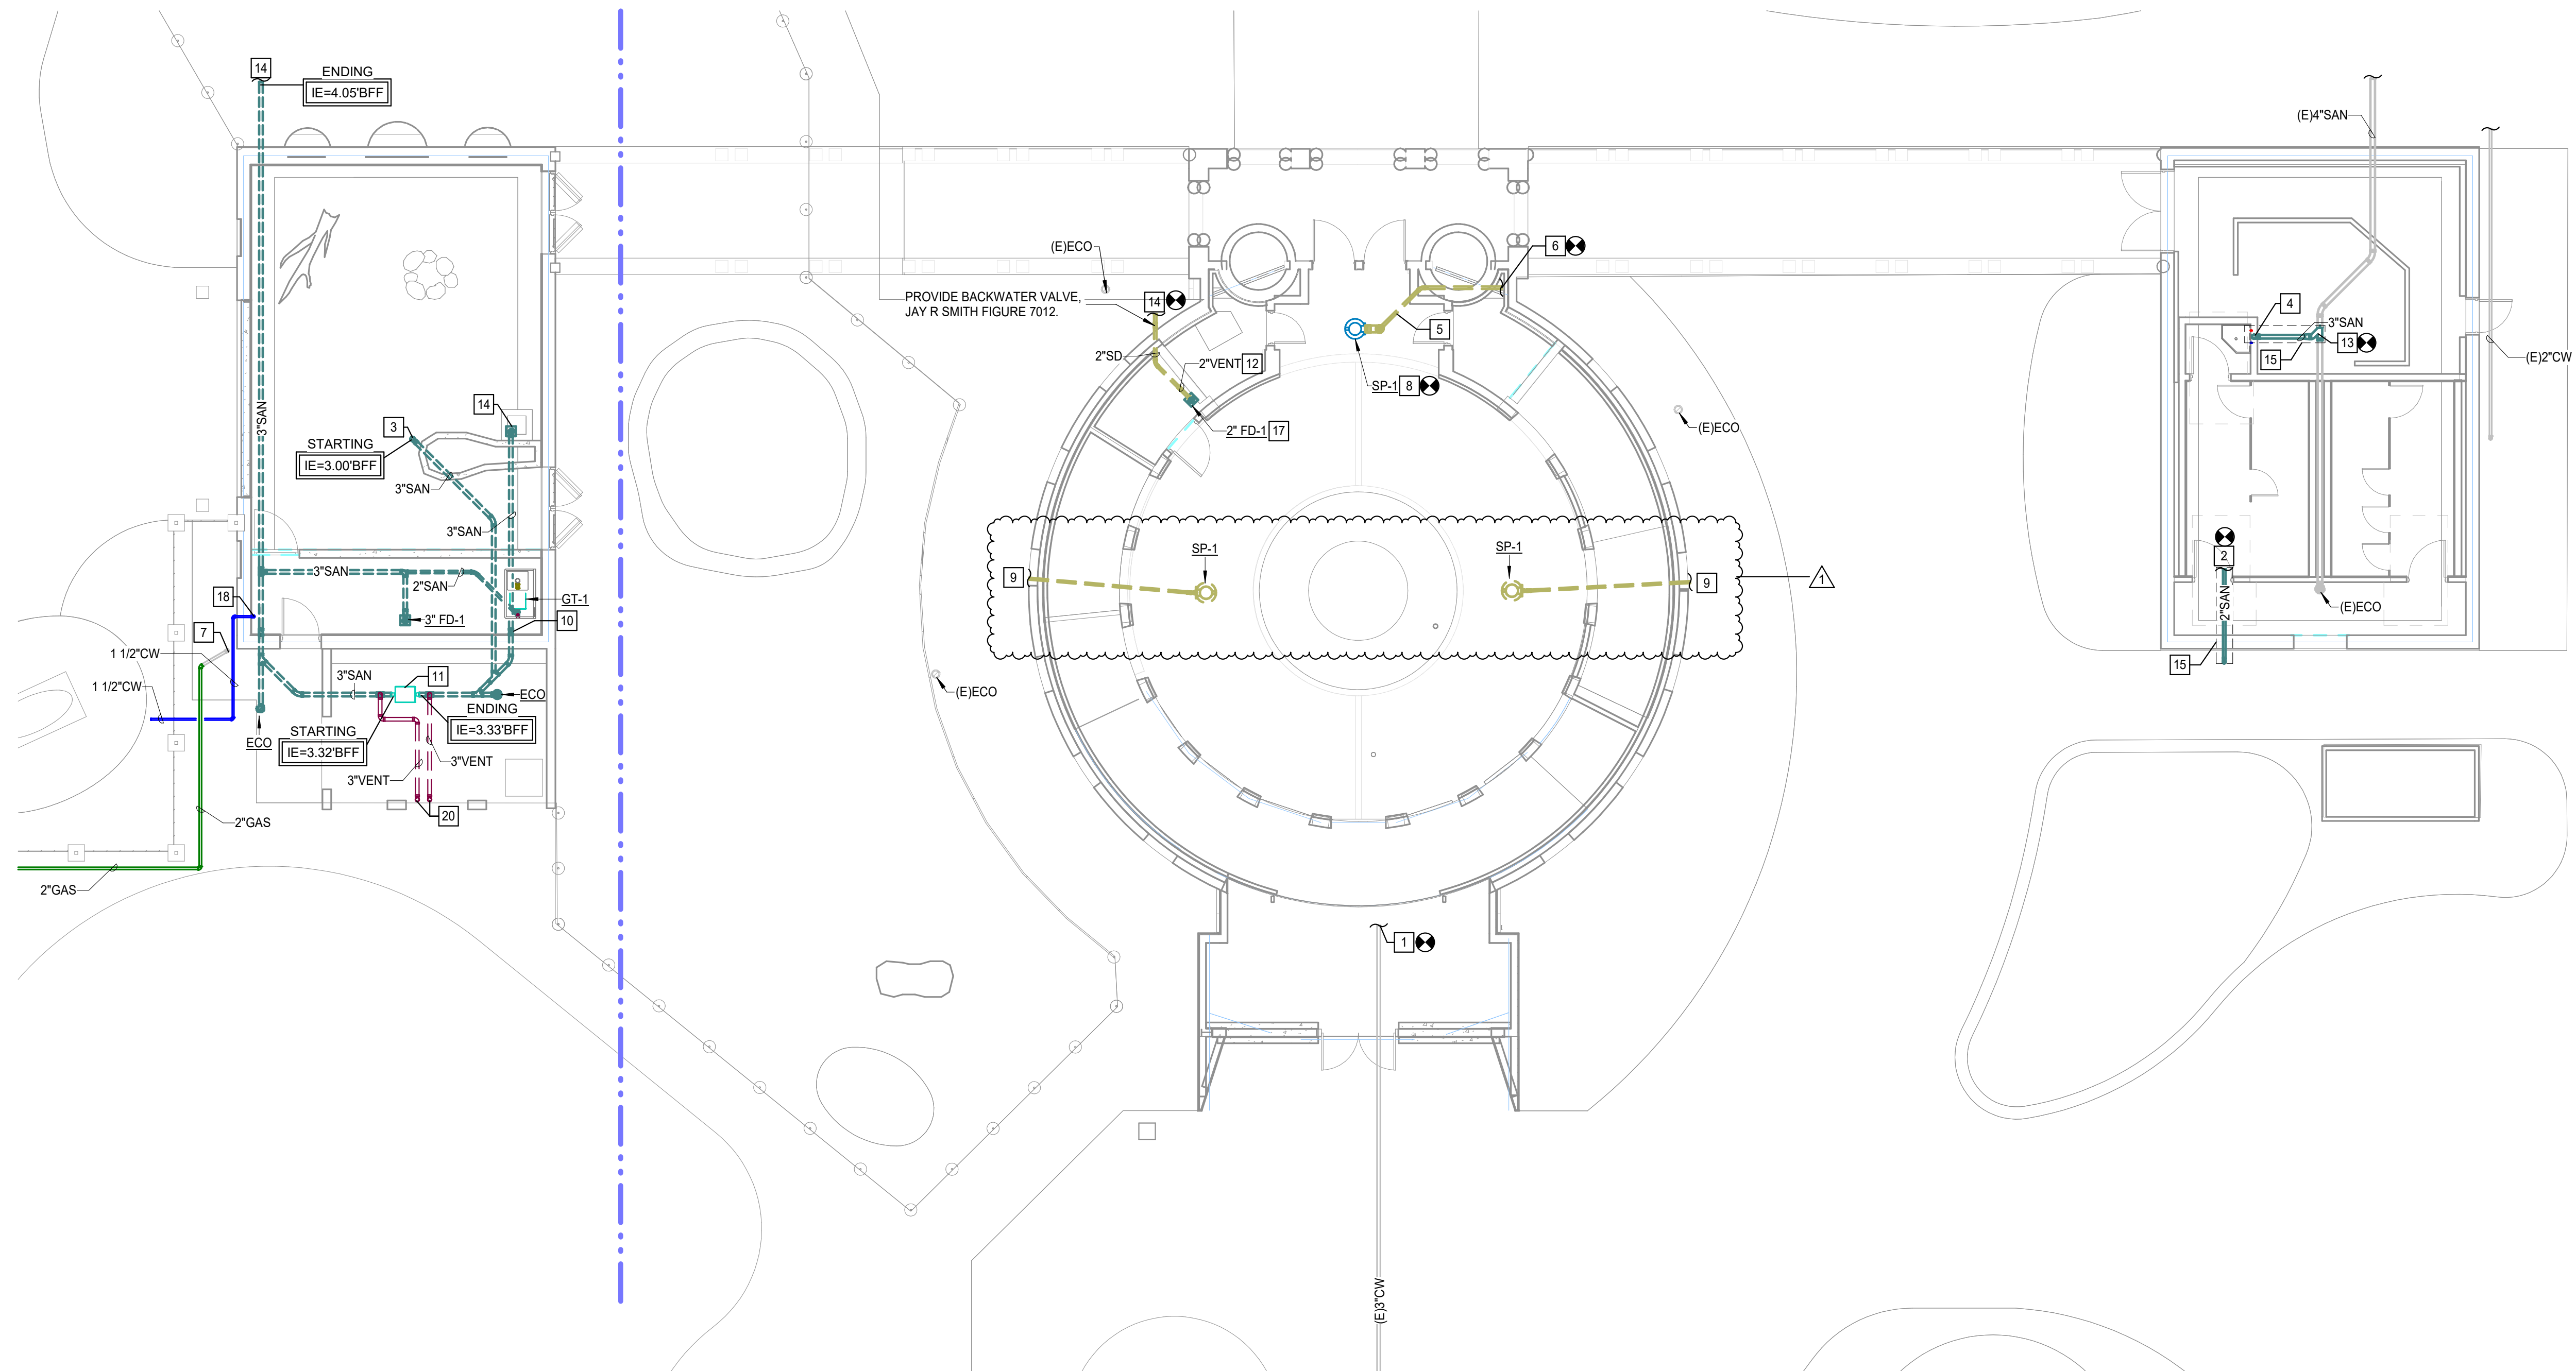 14
ENDING
IE=4.05'BFF
3"SAN
14
3
STARTING
IE=3.00'BFF
3"SAN
3"SAN
3"SAN
2"SAN
GT-1
3" FD-1
10
18
7
1 1/2"CW
1 1/2"CW
3"SAN
11
ECO
ECO
ENDING
IE=3.33'BFF
STARTING
IE=3.32'BFF
3"VENT
3"VENT
20
2"GAS
2"GAS
(E)ECO
PROVIDE BACKWATER VALVE,
JAY R SMITH FIGURE 7012.
14
2"SD
2"VENT 12
2" FD-1 17
6
5
SP-1 8
(E)ECO
SP-1
SP-1
9
9
1
(E)ECO
1
(E)3"CW
(E)4"SAN
4
3"SAN
13
15
(E)2"CW
2
2"SAN
15
(E)ECO